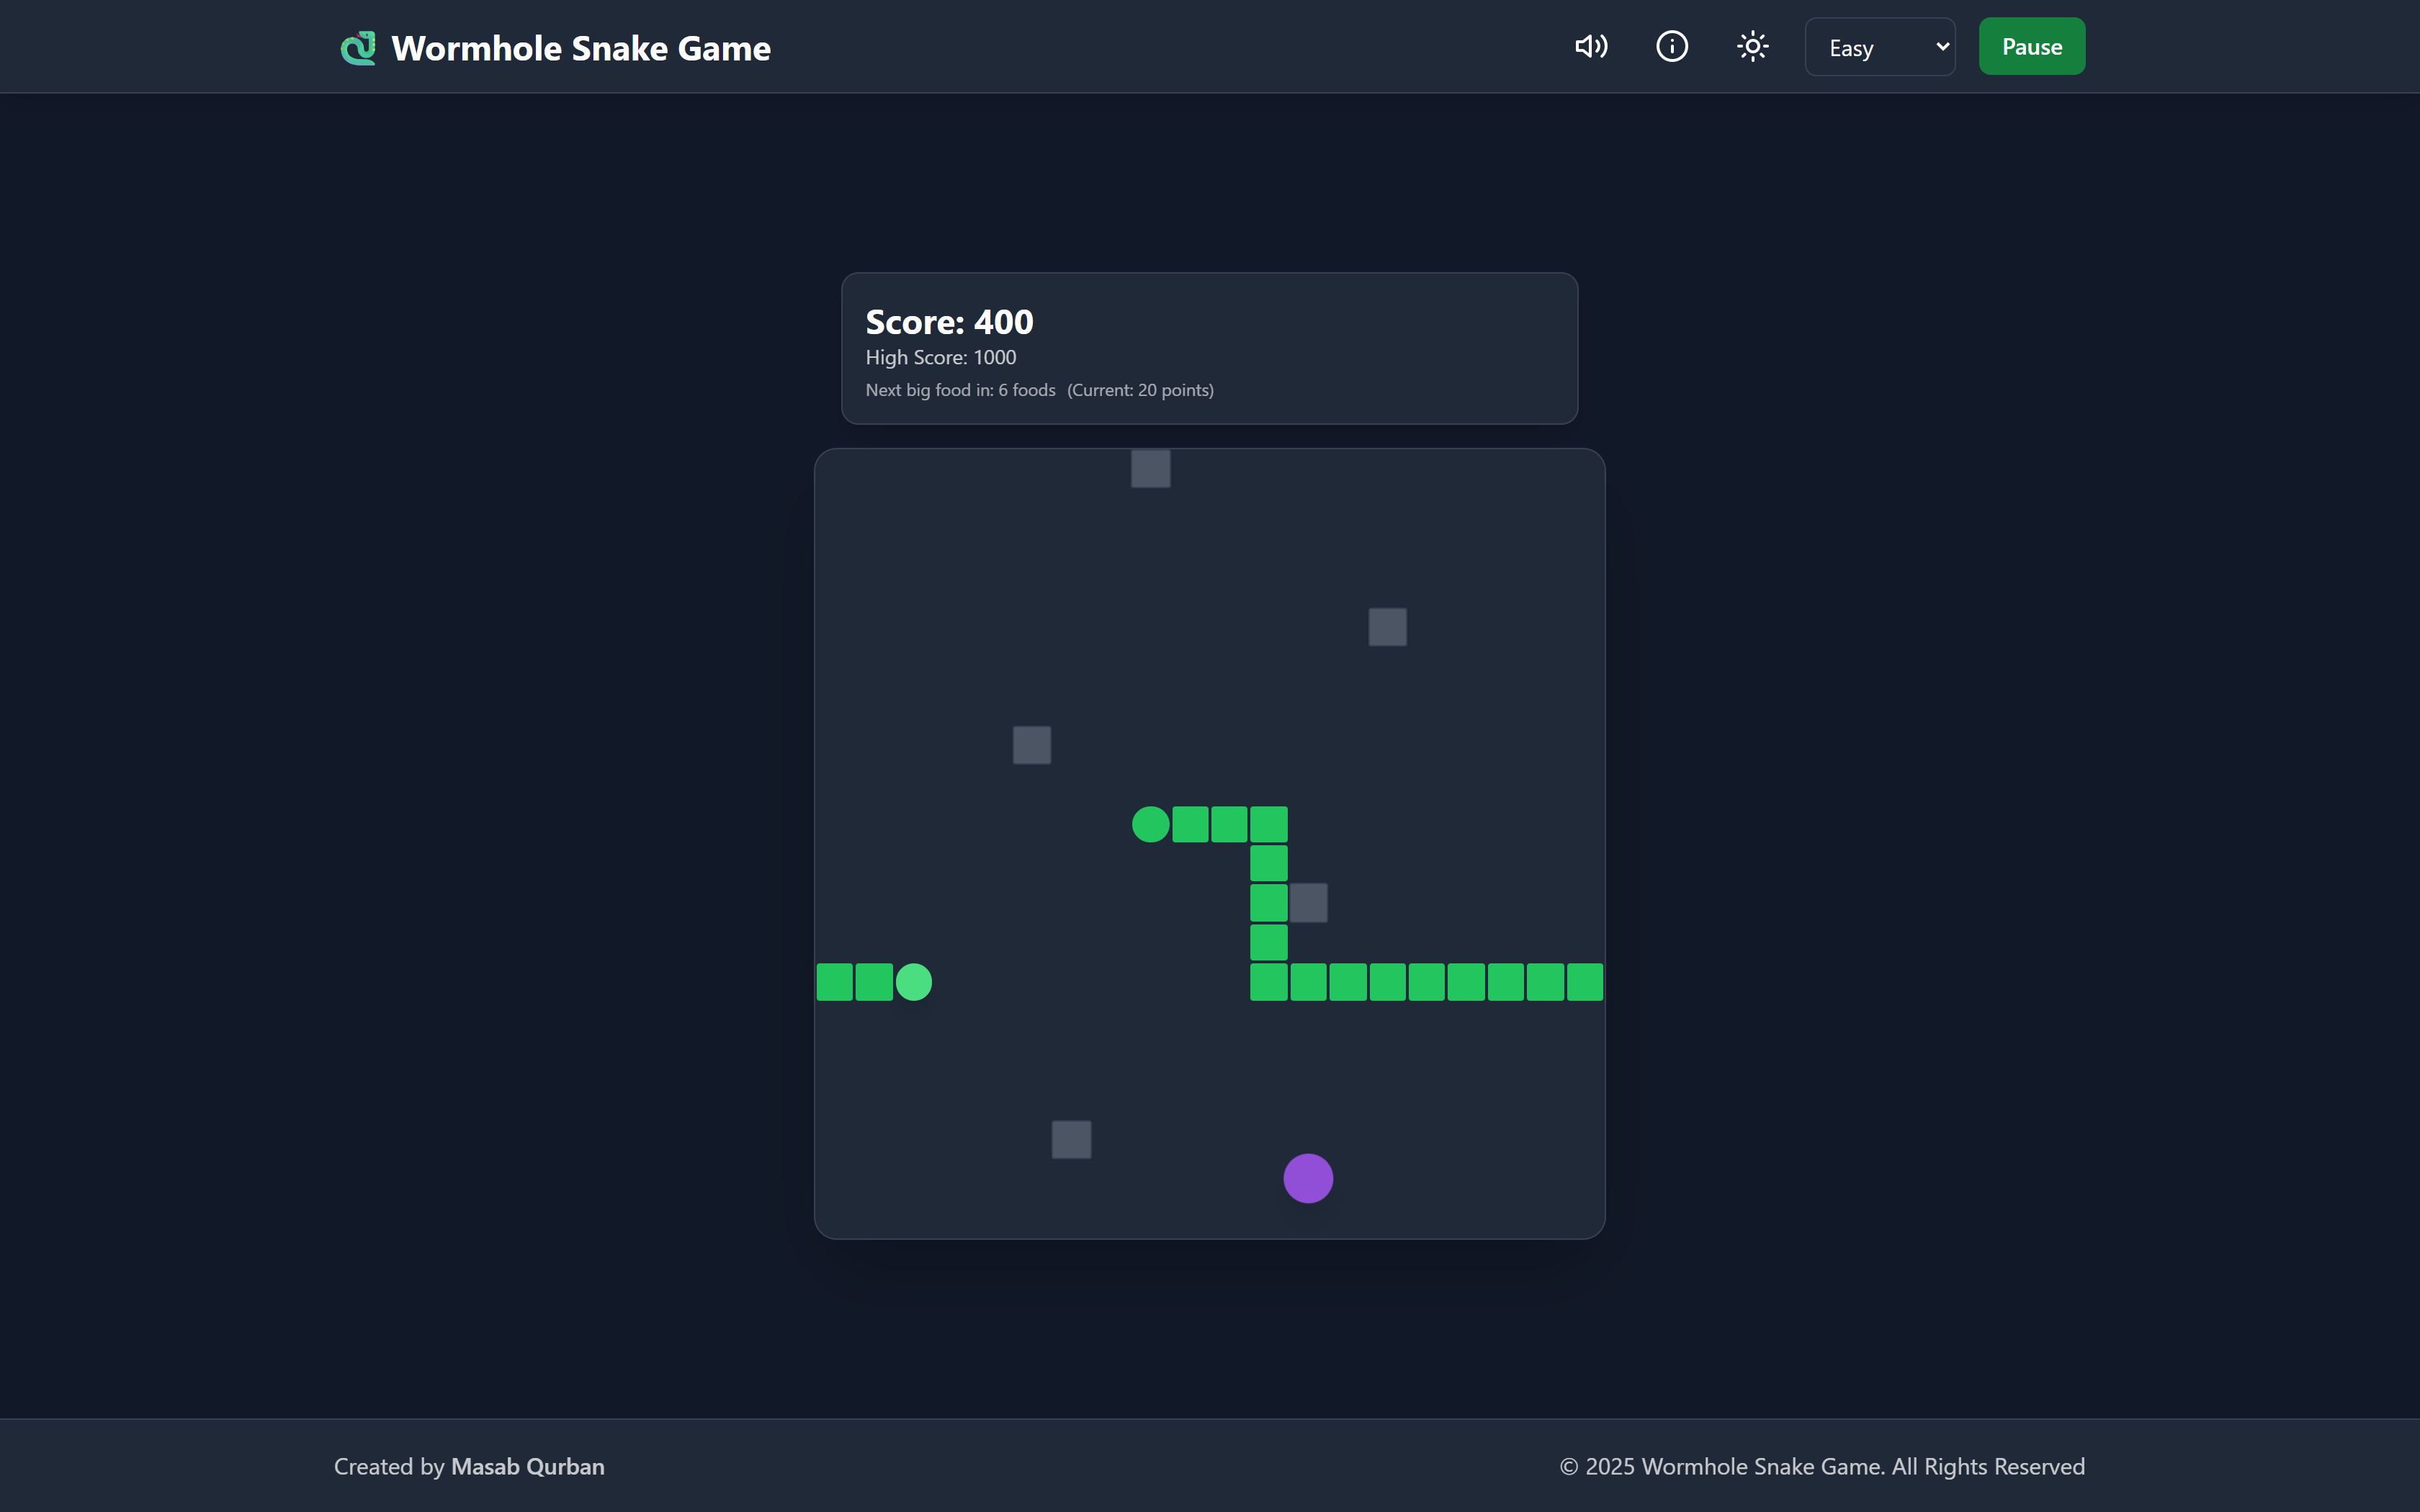 Wormhole Snake Game
Easy
Pause
Score: 400
High Score: 1000
Next big food in: 6 foods (Current: 20 points)
Created by Masab Qurban
© 2025 Wormhole Snake Game. All Rights Reserved